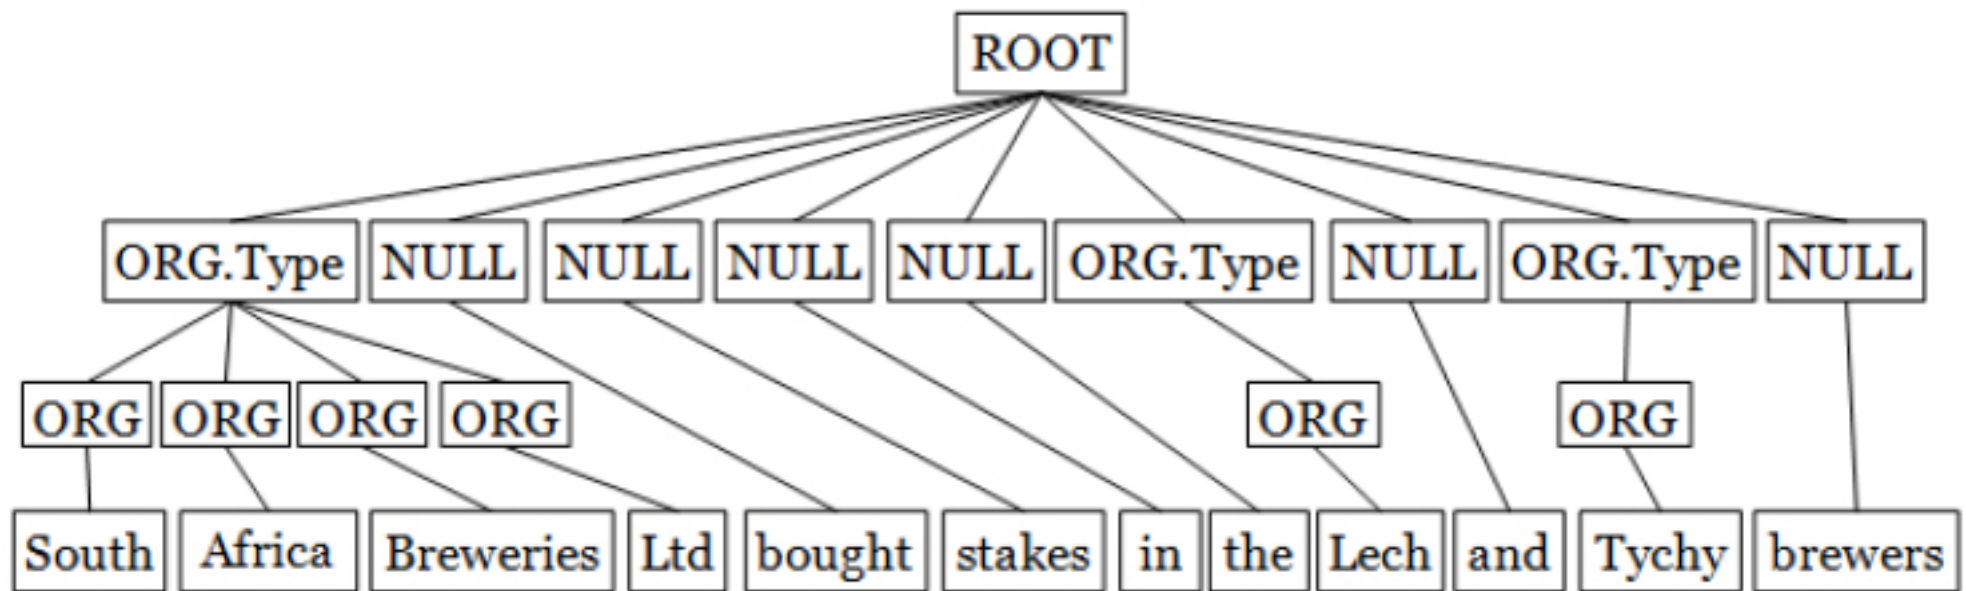 ROOT
ORG.Type NULL NULL NULL NULL ORG.Type NULL ORG.Type NULL
ORG ORG ORG ORG ORG ORG
South Africa Breweries Ltd bought stakes in the Lech and Tychy brewers